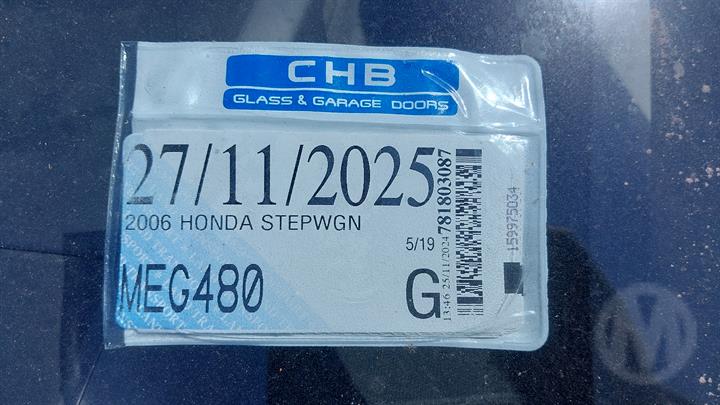 CHB
GLASS & GARAGE DOORS
27/11/2025
2006 HONDA STEPWGN
5/19
MEG480
G
13:46 25/11/2024
781803087
159975034
M